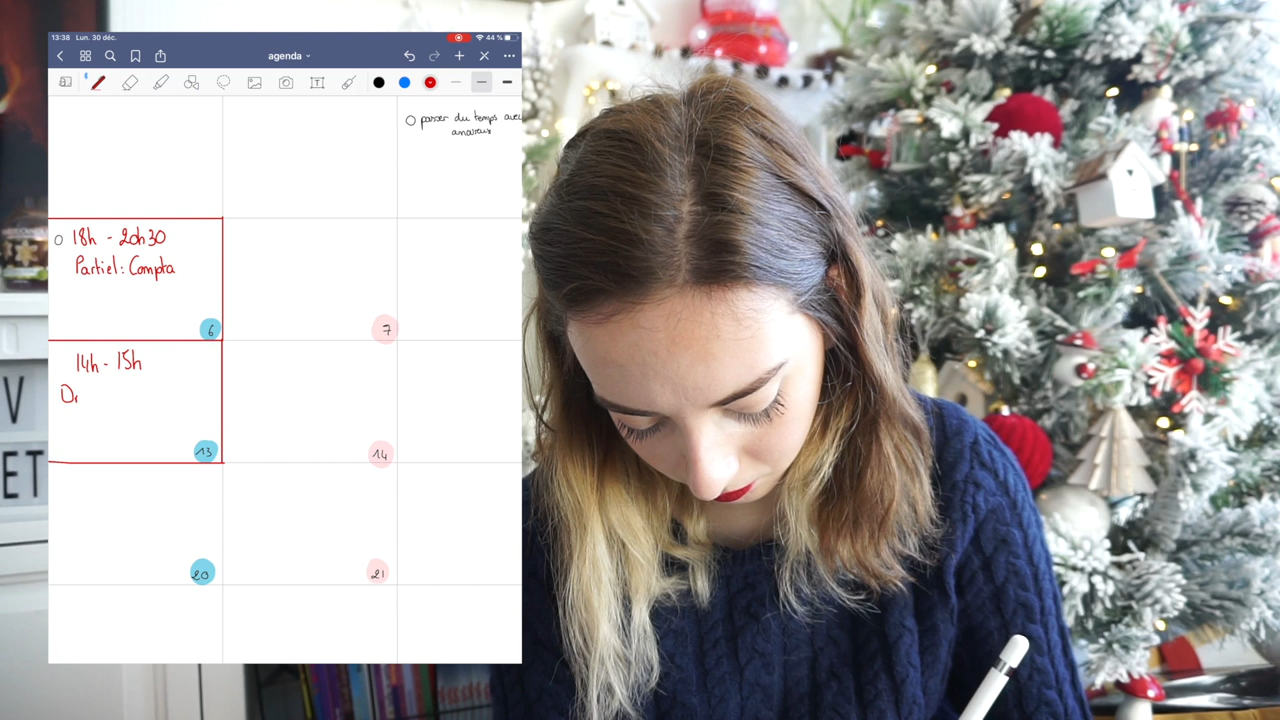 13:38 Lun. 30 déc.
44 %
agenda
passer du temps avec
amoureux
18h - 20h30
Partiel : Compta
6
7
14h - 15h
13
14
20
21
V
ET